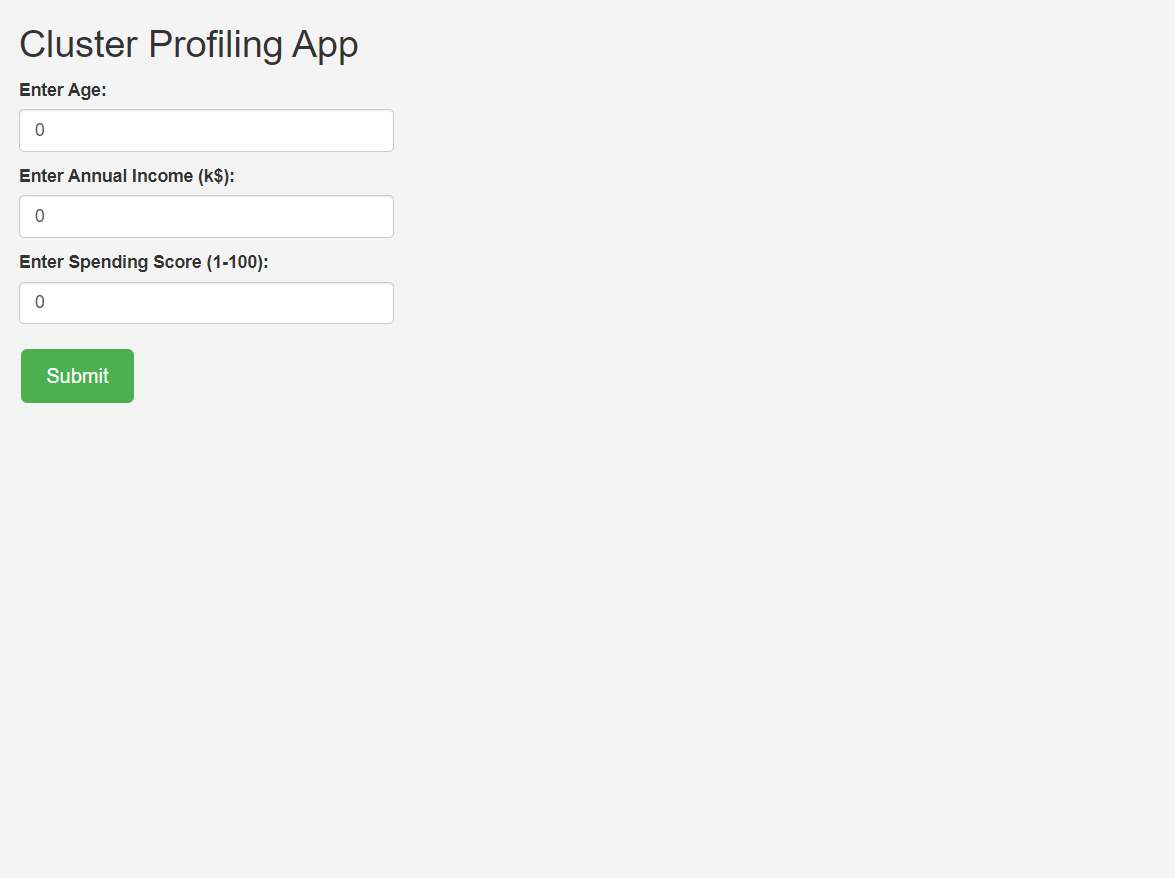 Cluster Profiling App
Enter Age:
0
Enter Annual Income (k$):
0
Enter Spending Score (1-100):
0
Submit